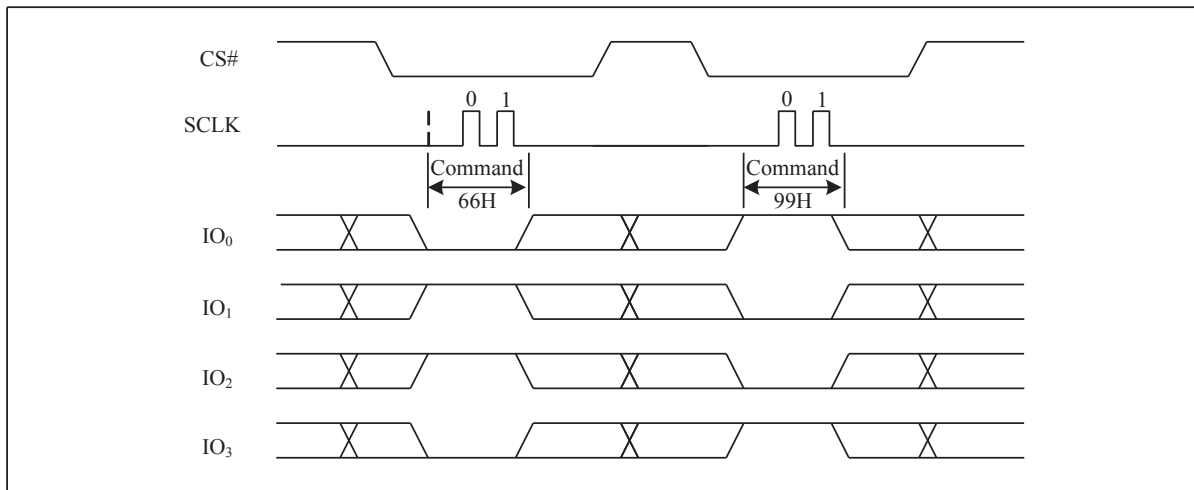 CS#
0 1 0 1
SCLK
Command Command
66H 99H
IO₀
IO₁
IO₂
IO₃